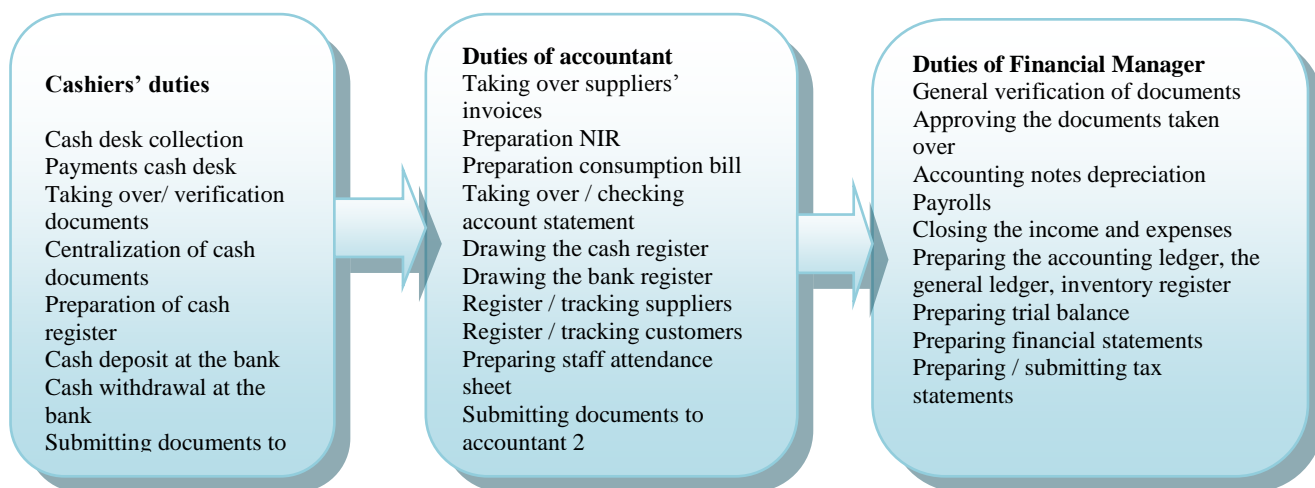 Cashiers’ duties
Cash desk collection
Payments cash desk
Taking over/ verification
documents
Centralization of cash
documents
Preparation of cash
register
Cash deposit at the bank
Cash withdrawal at the
bank
Submitting documents to
Duties of accountant
Taking over suppliers’
invoices
Preparation NIR
Preparation consumption bill
Taking over / checking
account statement
Drawing the cash register
Drawing the bank register
Register / tracking suppliers
Register / tracking customers
Preparing staff attendance
sheet
Submitting documents to
accountant 2
Duties of Financial Manager
General verification of documents
Approving the documents taken
over
Accounting notes depreciation
Payrolls
Closing the income and expenses
Preparing the accounting ledger, the
general ledger, inventory register
Preparing trial balance
Preparing financial statements
Preparing / submitting tax
statements